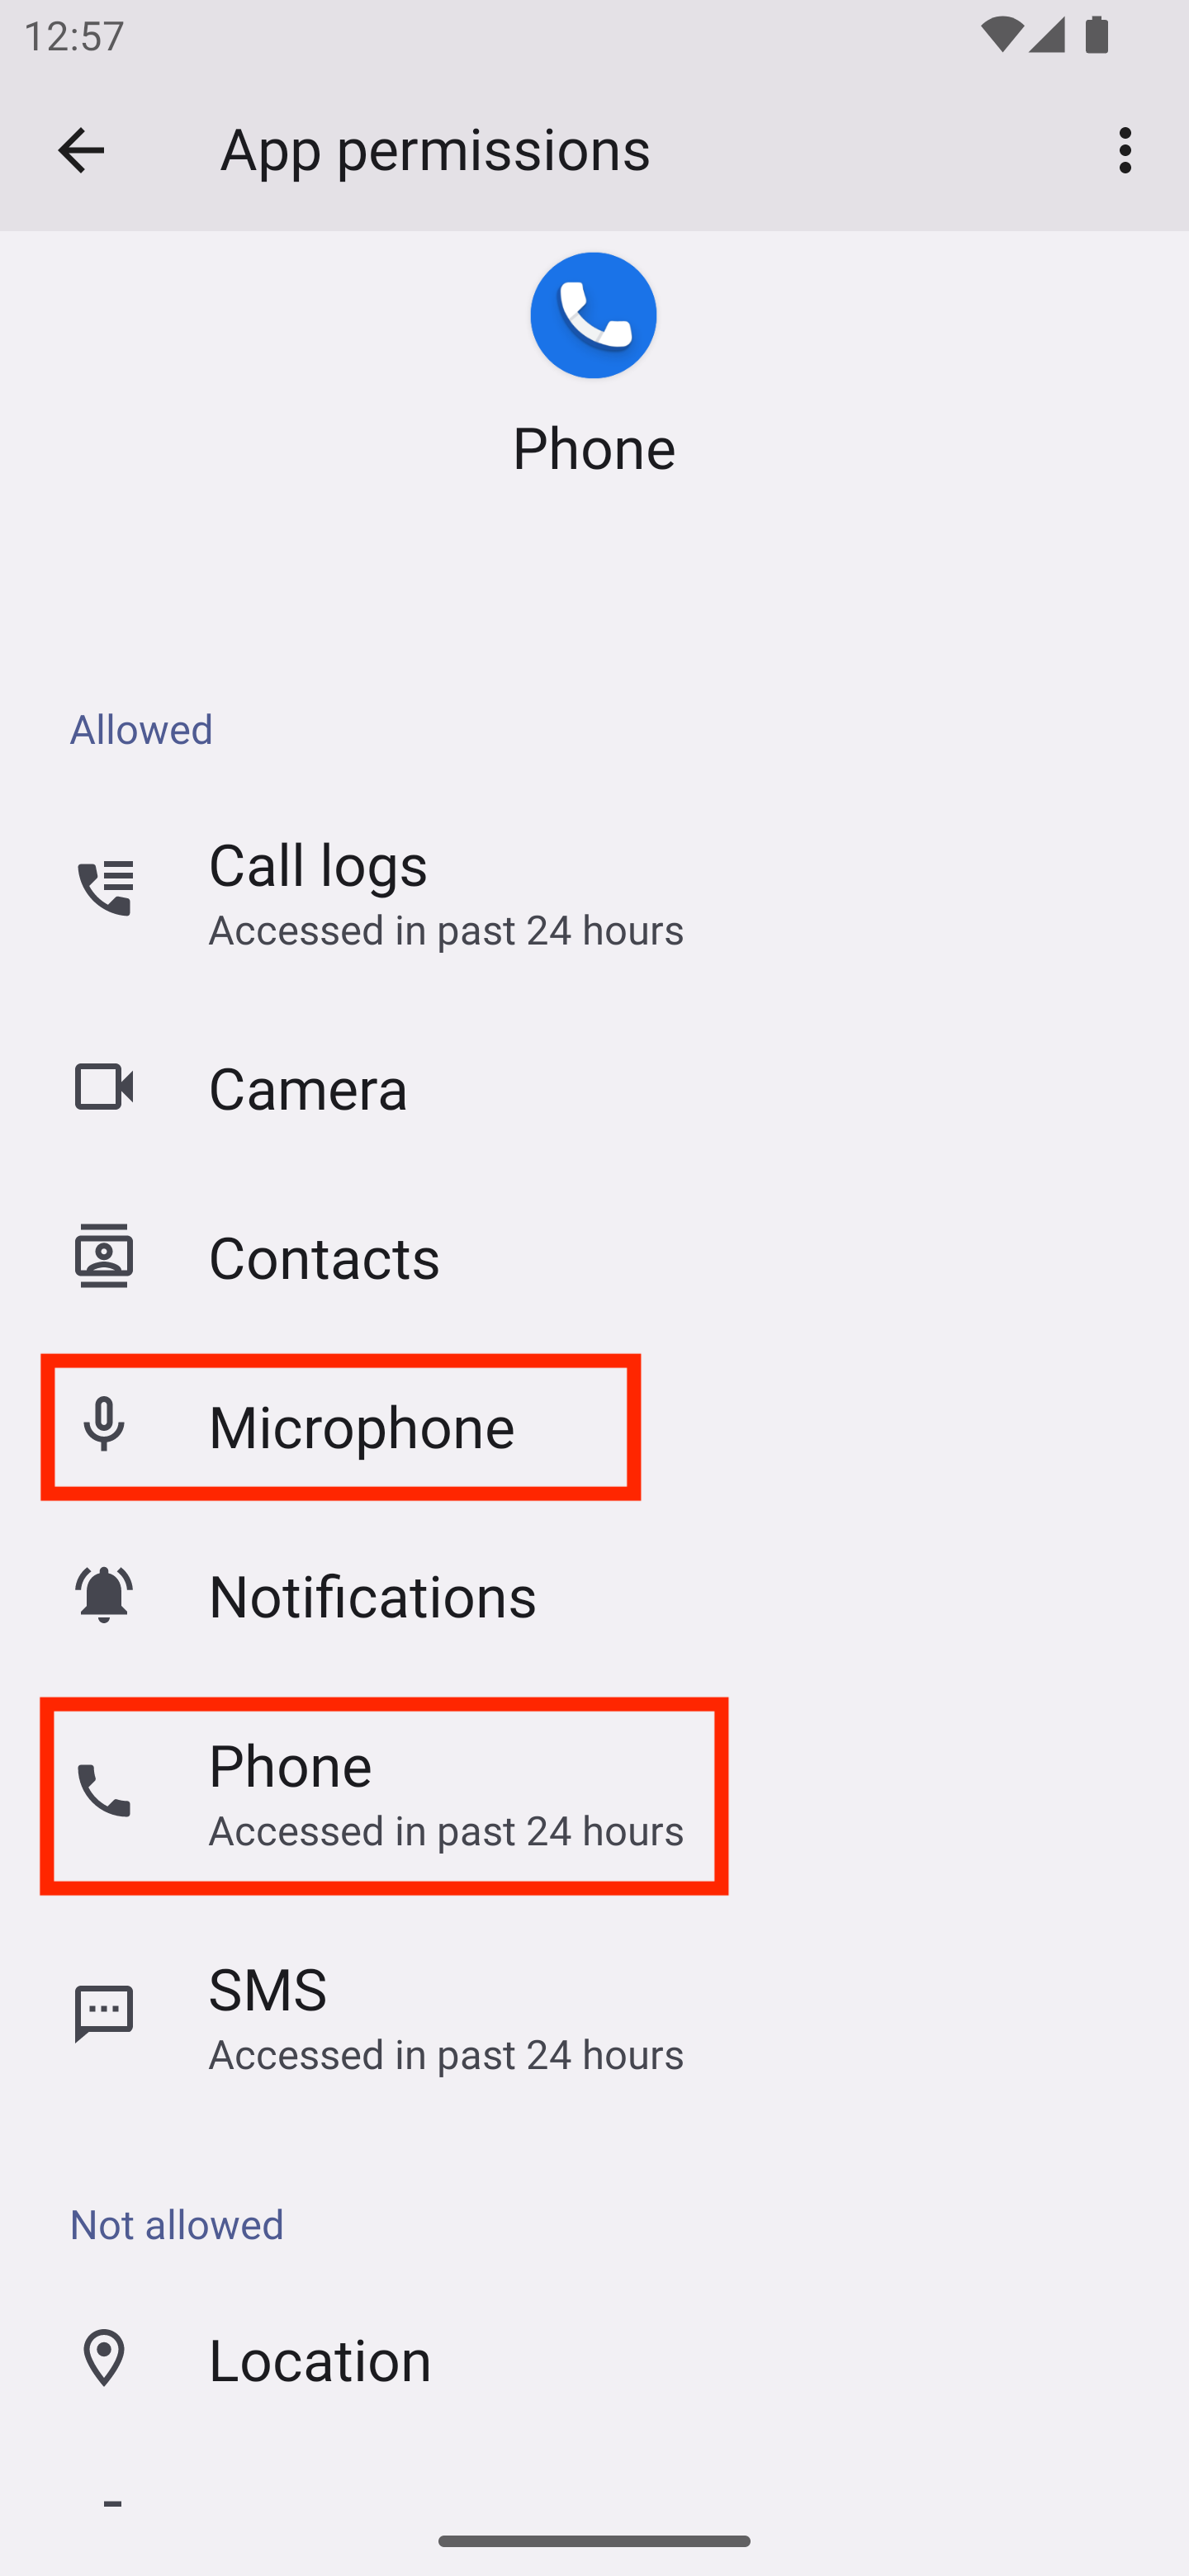 12:57
App permissions
Phone
Allowed
Call logs
Accessed in past 24 hours
Camera
Contacts
Microphone
Notifications
Phone
Accessed in past 24 hours
SMS
Accessed in past 24 hours
Not allowed
Location